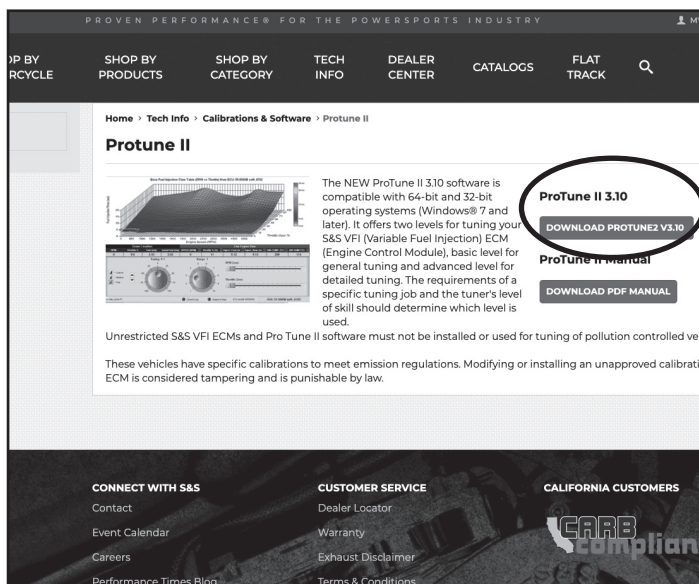 PROVEN PERFORMANCE® FOR THE POWERSPORTS INDUSTRY
SHOP BY
PRODUCTS
SHOP BY
CATEGORY
TECH
INFO
DEALER
CENTER
CATALOGS
FLAT
TRACK
Home > Tech Info > Calibrations & Software > Protune II
Protune II
The NEW ProTune II 3.10 software is
compatible with 64-bit and 32-bit
operating systems (Windows® 7 and
later). It offers two levels for tuning your
S&S VFI (Variable Fuel Injection) ECM
(Engine Control Module), basic level for
general tuning and advanced level for
detailed tuning. The requirements of a
specific tuning job and the tuner's level
of skill should determine which level is
used.
ProTune II 3.10
DOWNLOAD PROTUNE2 V3.10
ProTune II Manual
DOWNLOAD PDF MANUAL
Unrestricted S&S VFI ECMs and Pro Tune II software must not be installed or used for tuning of pollution controlled ve
These vehicles have specific calibrations to meet emission regulations. Modifying or installing an unapproved calibrati
ECM is considered tampering and is punishable by law.
CONNECT WITH S&S
Contact
Event Calendar
Careers
Performance Times Blog
CUSTOMER SERVICE
Dealer Locator
Warranty
Exhaust Disclaimer
Terms & Conditions
CALIFORNIA CUSTOMERS
CARB
complian